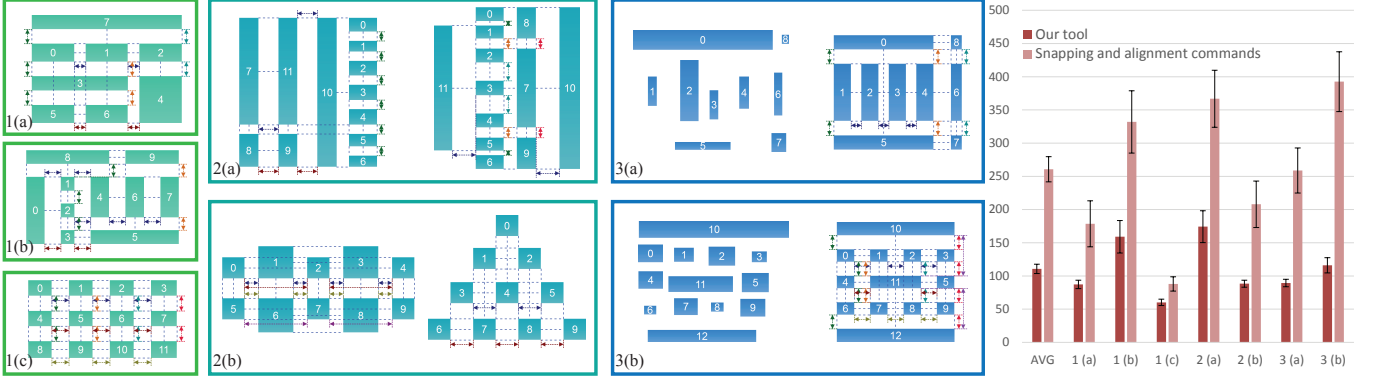 7
0 1 2
3
4
5 6
1(a)
8 9
1
0 4 6 7
2
3 5
1(b)
0 1 2 3
4 5 6 7
8 9 10 11
1(c)
0
1
7 11 2
10 3
4
5
8 9 6
0 8
1
2
11 3 7 10
4
5 9
6
2(a)
1 3
0 2 4
5 7 9
6 8
0
1 2
3 4 5
6 7 8 9
2(b)
0 8
1 2 3 4 6
5 7
0 8
1 2 3 4 6
5 7
3(a)
10
0 1 2 3
4 11 5
6 7 8 9
12
10
0 1 2 3
4 11 5
6 7 8 9
12
3(b)
500
450
400
350
300
250
200
150
100
50
0
Our tool
Snapping and alignment commands
AVG 1 (a) 1 (b) 1 (c) 2 (a) 2 (b) 3 (a) 3 (b)